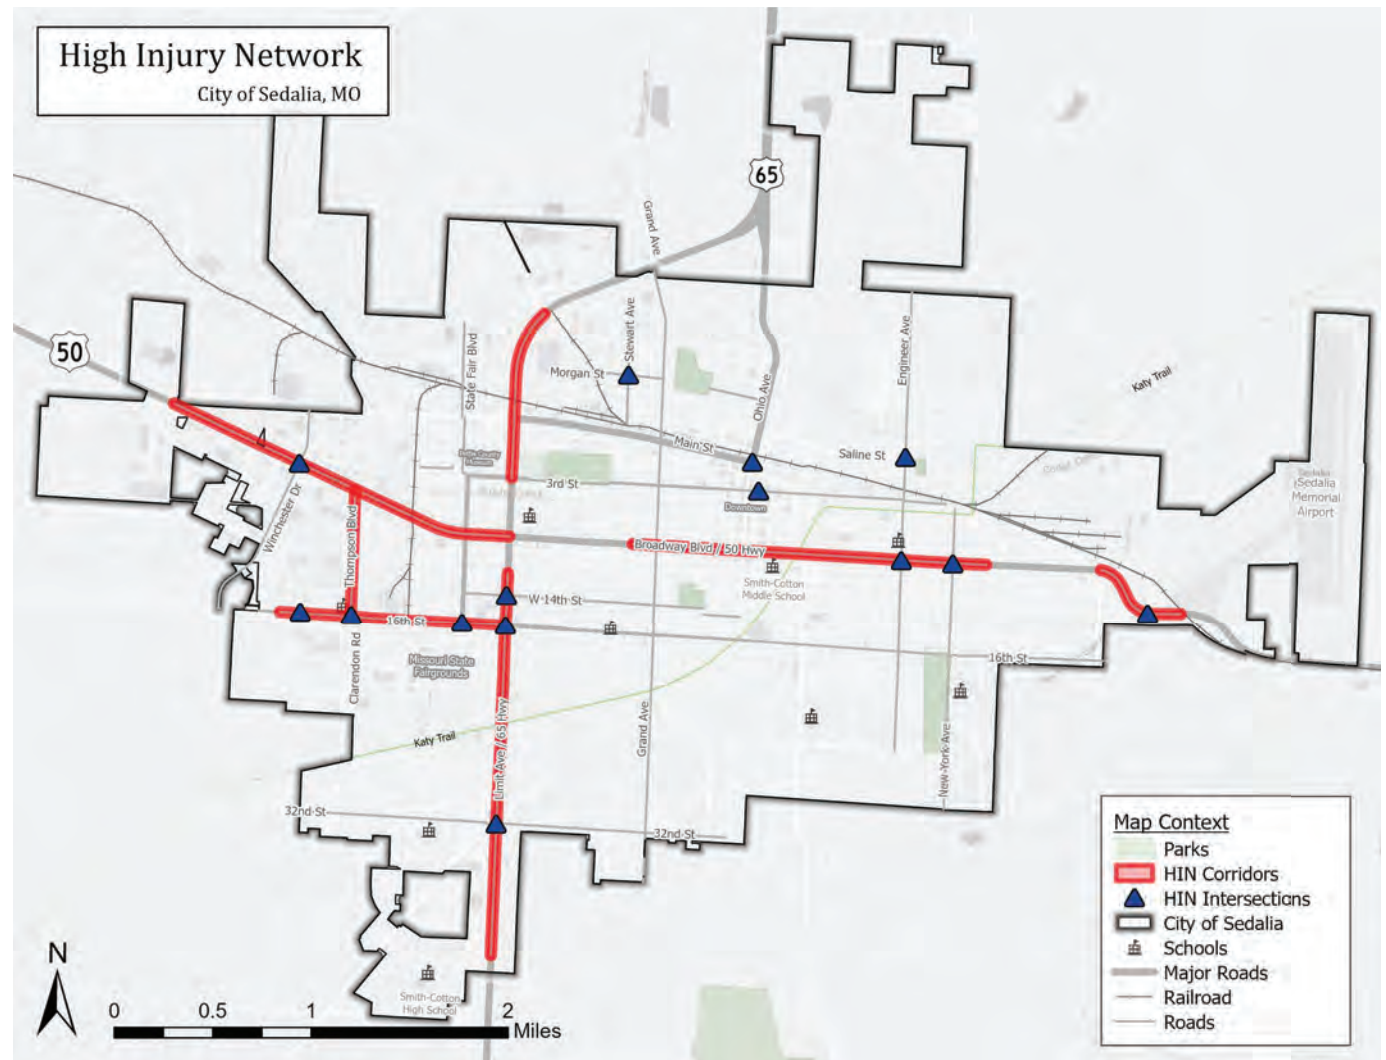 High Injury Network
City of Sedalia, MO
65
Grand Ave
50
State Fair Blvd
Stewart Ave
Morgan St
Engineer Ave
Ohio Ave
Katy Trail
Main St
Saline St
3rd St
Downtown
Sedalia
Sedalia
Memorial
Airport
Winchester Dr
Thompson Blvd
Broadway Blvd / 50 Hwy
Smith-Cotton
Middle School
W 14th St
16th St
16th St
Clarendon Rd
Missouri State
Fairgrounds
Katy Trail
Limit Ave / 65 Hwy
Grand Ave
New York Ave
32nd St
32nd St
Smith-Cotton
High School
Map Context
Parks
HIN Corridors
HIN Intersections
City of Sedalia
Schools
Major Roads
Railroad
Roads
N
0 0.5 1 2
Miles